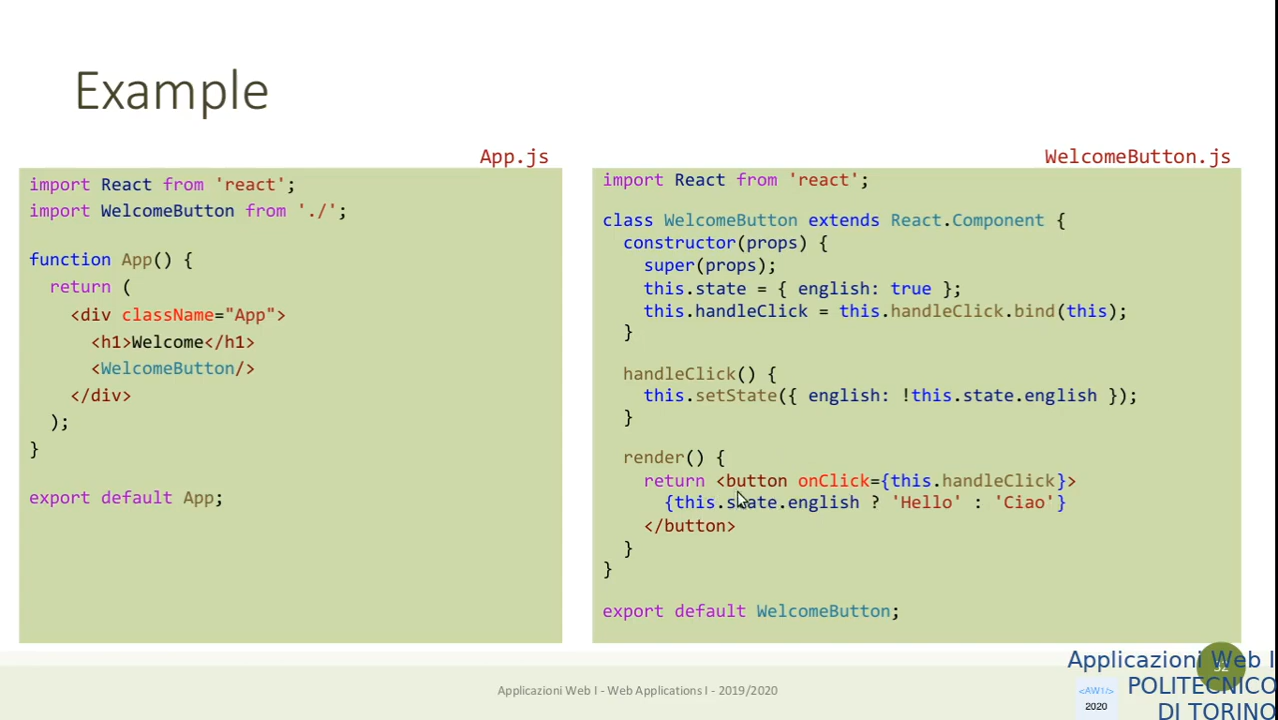 Example
App.js
import React from 'react';
import WelcomeButton from './';
function App() {
return (
<div className="App">
<h1>Welcome</h1>
<WelcomeButton/>
</div>
);
}
export default App;
WelcomeButton.js
import React from 'react';
class WelcomeButton extends React.Component {
constructor(props) {
super(props);
this.state = { english: true };
this.handleClick = this.handleClick.bind(this);
}
handleClick() {
this.setState({ english: !this.state.english });
}
render() {
return <button onClick={this.handleClick}>
{this.state.english ? 'Hello' : 'Ciao'}
</button>
}
}
export default WelcomeButton;
Applicazioni Web I - Web Applications I - 2019/2020
Applicazioni Web I
POLITECNICO
DI TORINO
<AW1/>
2020